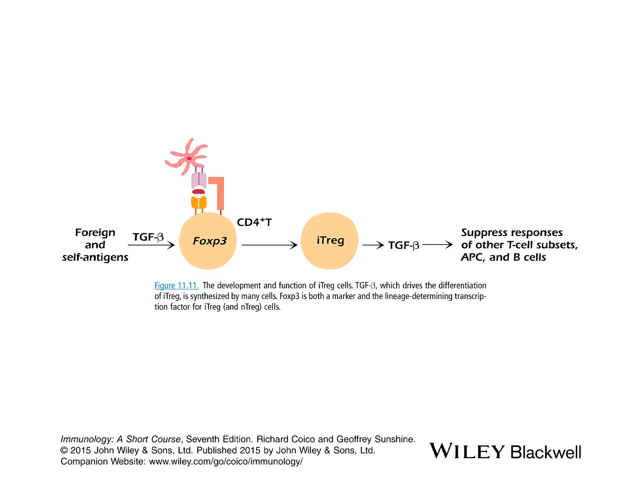 CD4⁺T
Foreign
and
self-antigens
TGF-β
Foxp3
iTreg
TGF-β
Suppress responses
of other T-cell subsets,
APC, and B cells
Figure 11.11. The development and function of iTreg cells. TGF-β, which drives the differentiation
of iTreg, is synthesized by many cells. Foxp3 is both a marker and the lineage-determining transcrip-
tion factor for iTreg (and nTreg) cells.
Immunology: A Short Course, Seventh Edition. Richard Coico and Geoffrey Sunshine.
© 2015 John Wiley & Sons, Ltd. Published 2015 by John Wiley & Sons, Ltd.
Companion Website: www.wiley.com/go/coico/immunology/
WILEY Blackwell